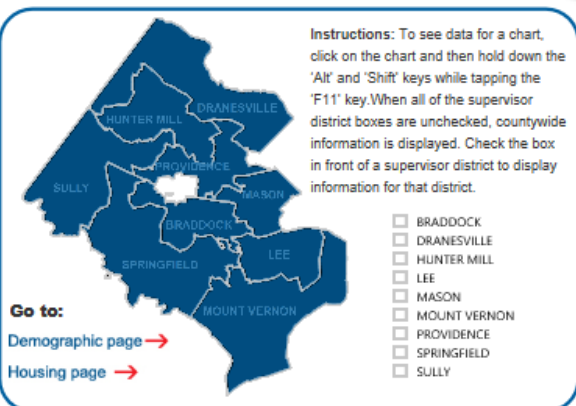 Instructions: To see data for a chart,
click on the chart and then hold down the
'Alt' and 'Shift' keys while tapping the
'F11' key.When all of the supervisor
district boxes are unchecked, countywide
information is displayed. Check the box
in front of a supervisor district to display
information for that district.
DRANESVILLE
HUNTER MILL
PROVIDENCE
SULLY
MASON
BRADDOCK
LEE
SPRINGFIELD
MOUNT VERNON
BRADDOCK
DRANESVILLE
HUNTER MILL
LEE
MASON
MOUNT VERNON
PROVIDENCE
SPRINGFIELD
SULLY
Go to:
Demographic page
Housing page